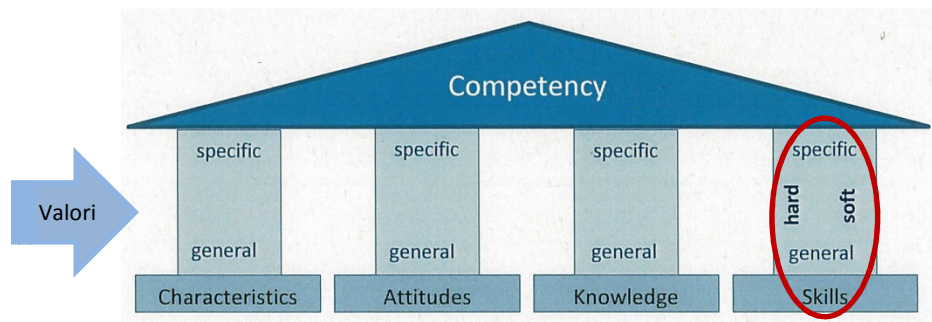 Competency
specific specific specific specific
Valori
hard soft
general general general general
Characteristics Attitudes Knowledge Skills